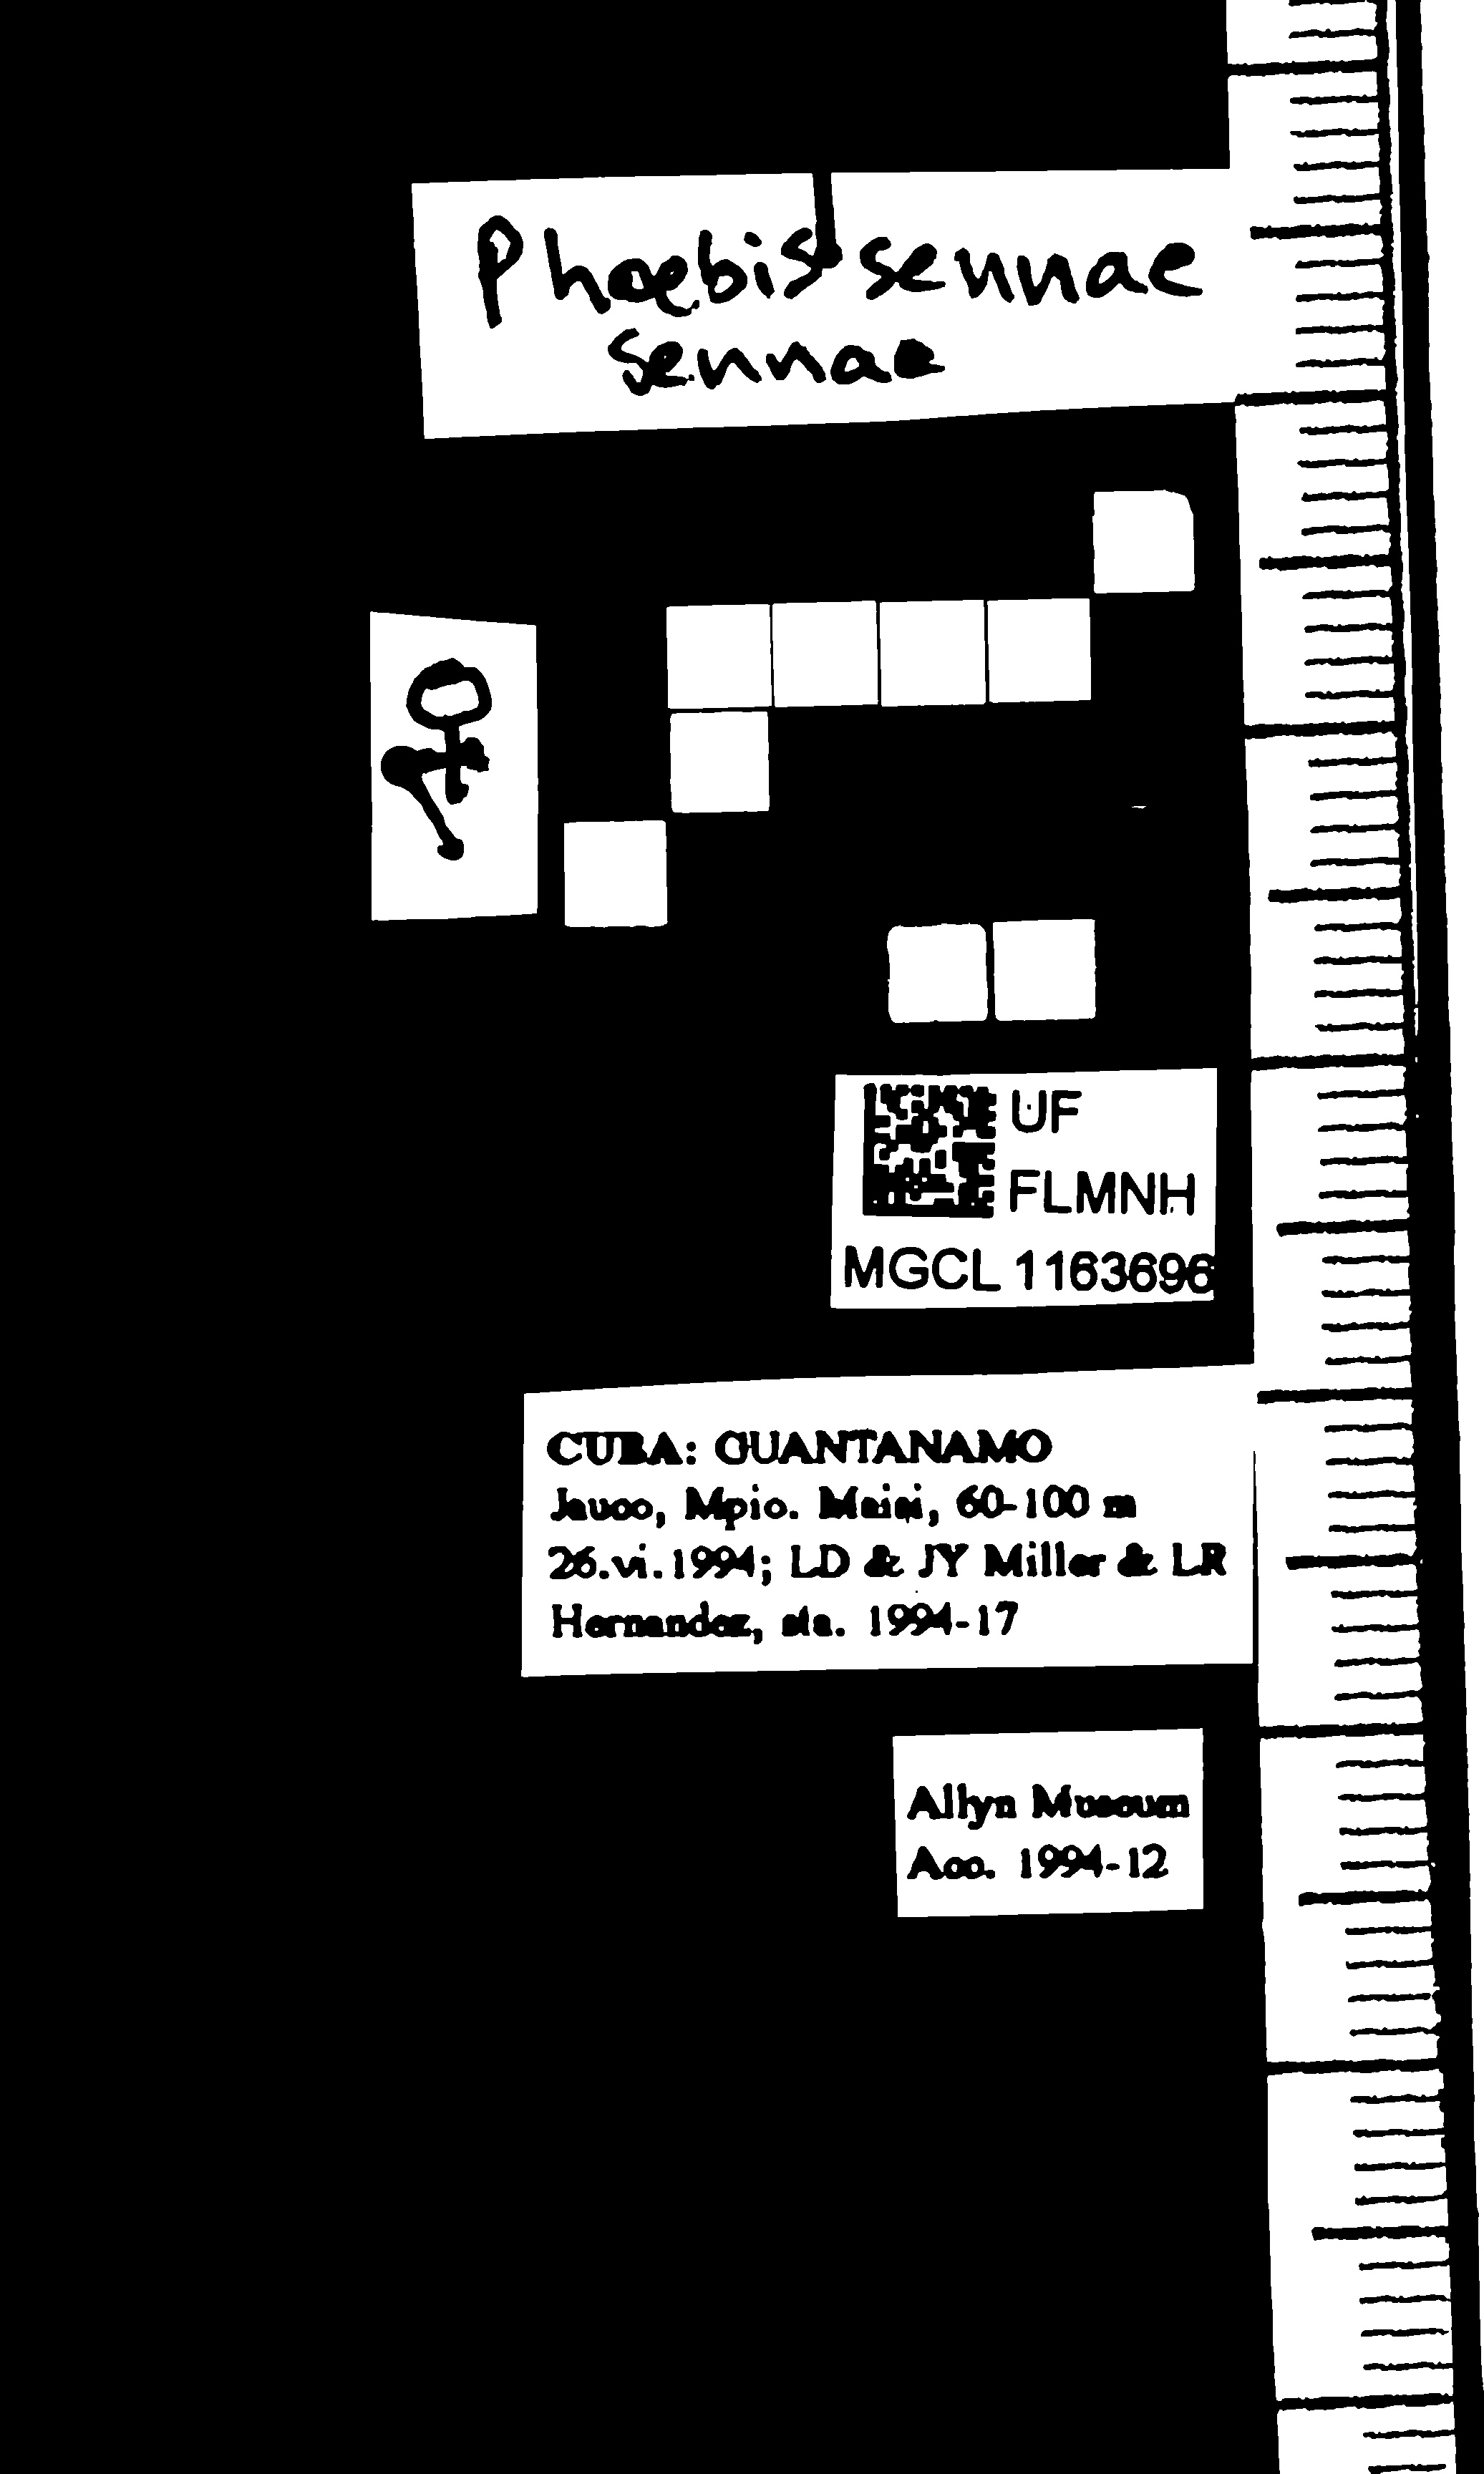 Phoebis sennae
sennae
♀
UF
FLMNH
MGCL 1163696
CUBA: GUANTANAMO
Jauco, Mpio. Maisi, 60-100 m
26.vi.1994; LD & JY Miller & LR
Hernandez, sta. 1994-17
Allyn Museum
Acc. 1994-12